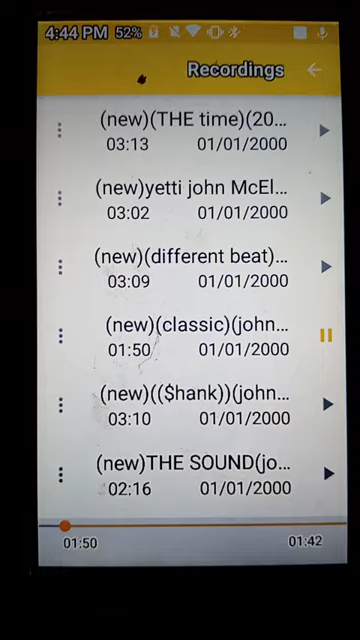 4:44 PM 52%
Recordings
(new)(THE time)(20...
03:13 01/01/2000
(new)yetti john McEl...
03:02 01/01/2000
(new)(different beat)...
03:09 01/01/2000
(new)(classic)(john...
01:50 01/01/2000
(new)(($hank))(john...
03:10 01/01/2000
(new)THE SOUND(jo...
02:16 01/01/2000
01:50 01:42